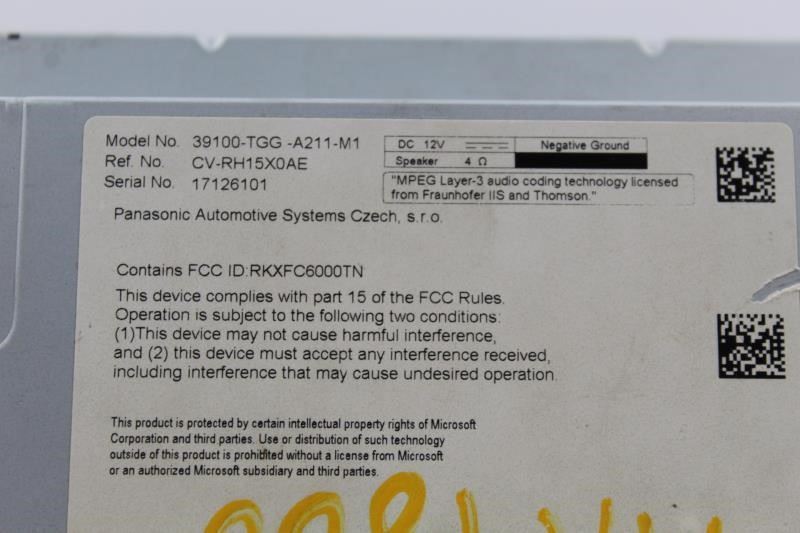 Model No. 39100-TGG -A211-M1
Ref. No. CV-RH15X0AE
Serial No. 17126101
DC 12V Negative Ground
Speaker 4 Ω
"MPEG Layer-3 audio coding technology licensed
from Fraunhofer IIS and Thomson."
Panasonic Automotive Systems Czech, s.r.o.
Contains FCC ID:RKXFC6000TN
This device complies with part 15 of the FCC Rules.
Operation is subject to the following two conditions:
(1)This device may not cause harmful interference,
and (2) this device must accept any interference received,
including interference that may cause undesired operation.
This product is protected by certain intellectual property rights of Microsoft
Corporation and third parties. Use or distribution of such technology
outside of this product is prohibited without a license from Microsoft
or an authorized Microsoft subsidiary and third parties.